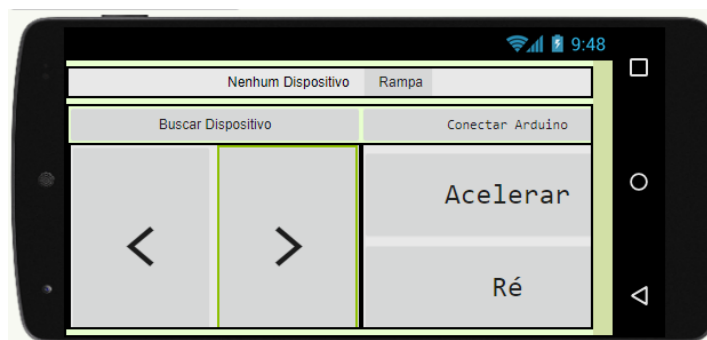 9:48
Nenhum Dispositivo Rampa
Buscar Dispositivo Conectar Arduino
< > Acelerar
Ré